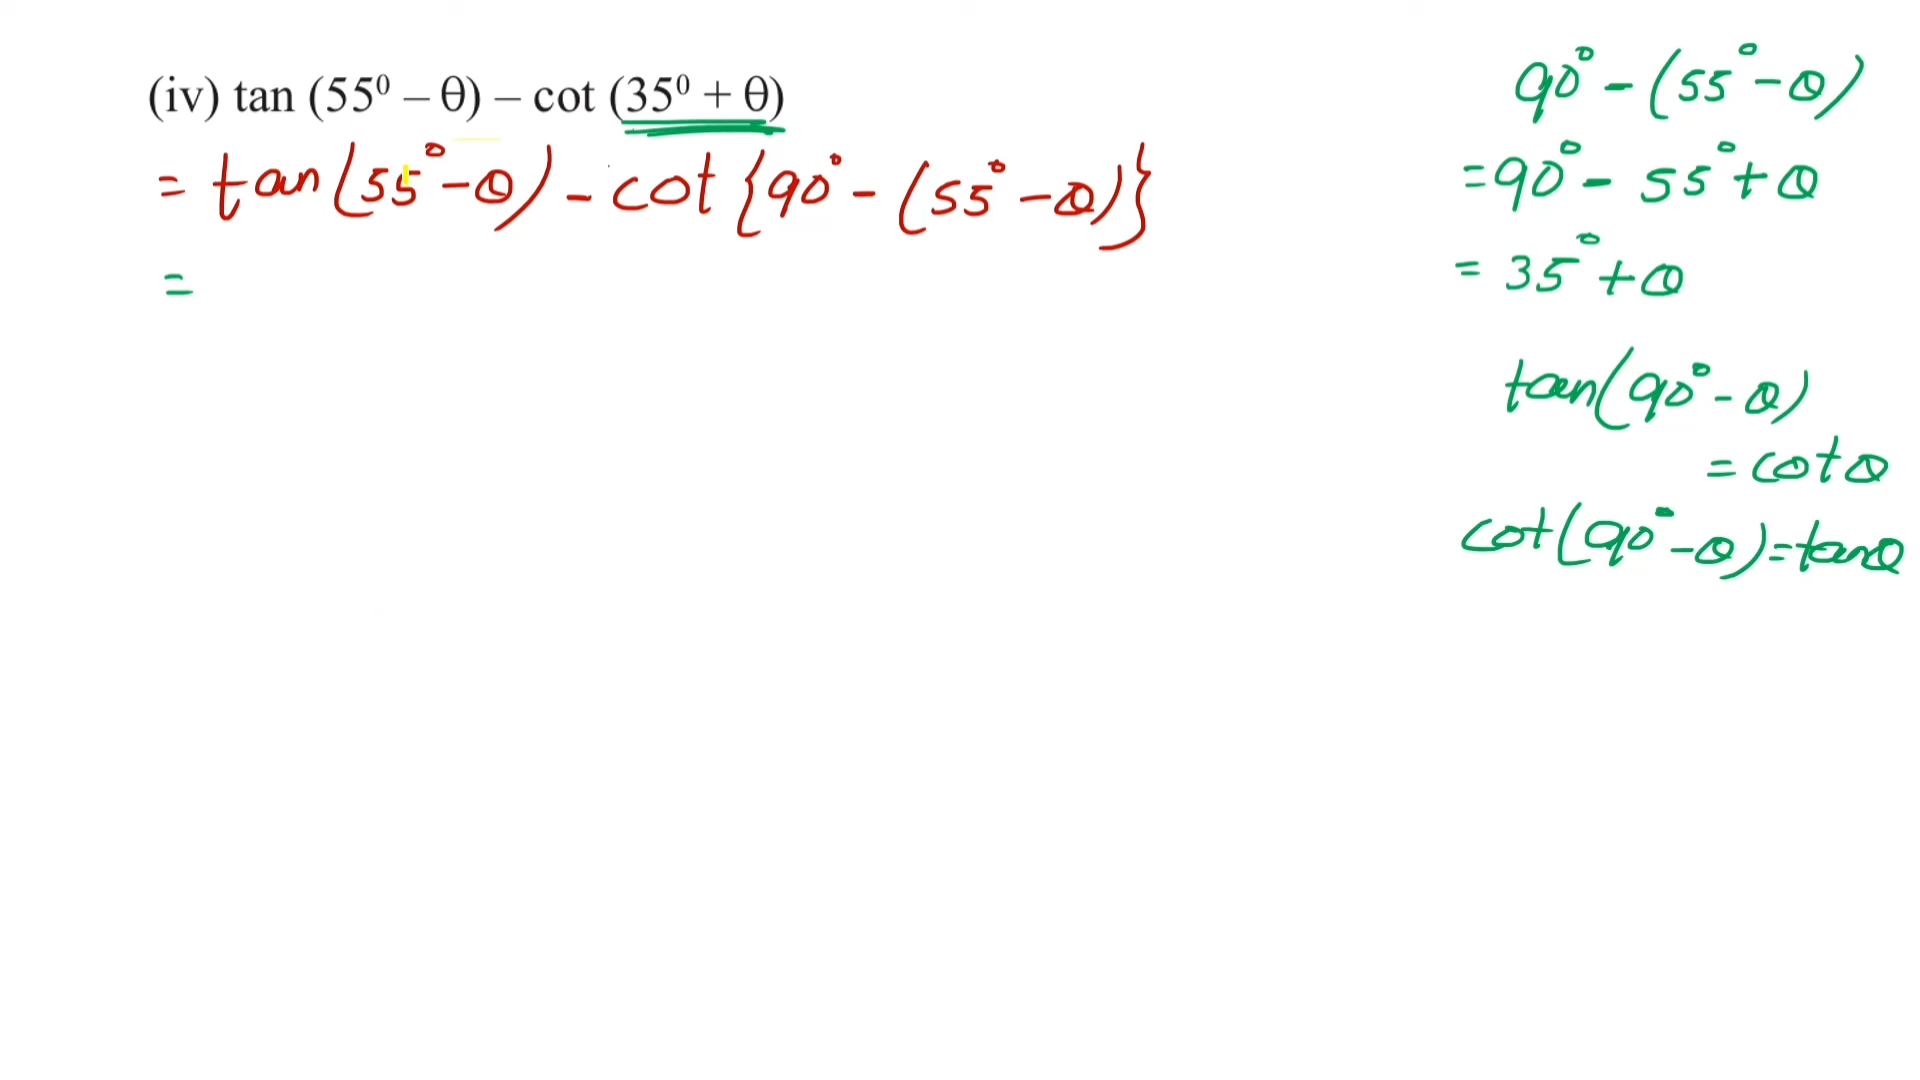 (iv) tan (55⁰ – θ) – cot (35⁰ + θ)
= tan(55° - θ) - cot{90° - (55° - θ)}
=
90° - (55° - θ)
= 90° - 55° + θ
= 35° + θ
tan(90° - θ)
= cot θ
cot(90° - θ) = tanθ